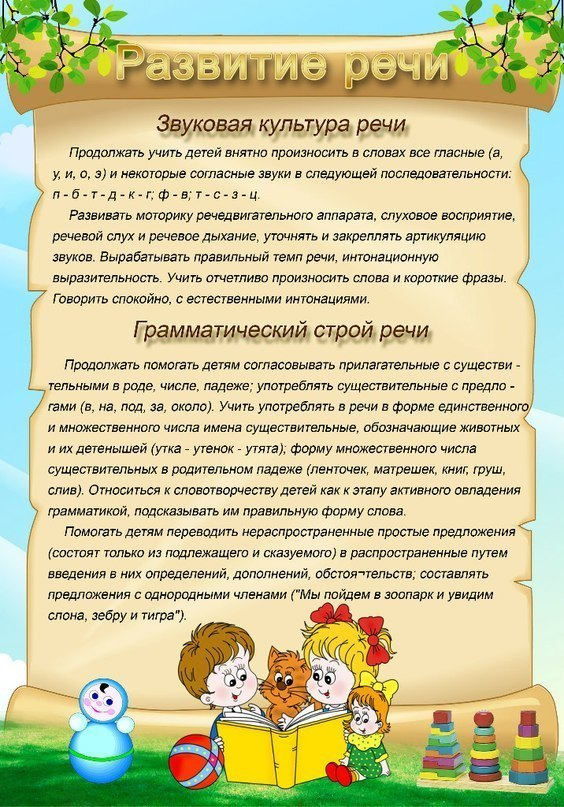 Развитие речи
Звуковая культура речи
Продолжать учить детей внятно произносить в словах все гласные (а,
у, и, о, э) и некоторые согласные звуки в следующей последовательности:
п - б - т - д - к - г; ф - в; т - с - з - ц.
Развивать моторику речедвигательного аппарата, слуховое восприятие,
речевой слух и речевое дыхание, уточнять и закреплять артикуляцию
звуков. Вырабатывать правильный темп речи, интонационную
выразительность. Учить отчетливо произносить слова и короткие фразы.
Говорить спокойно, с естественными интонациями.
Грамматический строй речи
Продолжать помогать детям согласовывать прилагательные с существи -
тельными в роде, числе, падеже; употреблять существительные с предло -
гами (в, на, под, за, около). Учить употреблять в речи в форме единственного
и множественного числа имена существительные, обозначающие животных
и их детенышей (утка - утенок - утята); форму множественного числа
существительных в родительном падеже (ленточек, матрешек, книг, груш,
слив). Относиться к словотворчеству детей как к этапу активного овладения
грамматикой, подсказывать им правильную форму слова.
Помогать детям переводить нераспространенные простые предложения
(состоят только из подлежащего и сказуемого) в распространенные путем
введения в них определений, дополнений, обстоя¬тельств; составлять
предложения с однородными членами ("Мы пойдем в зоопарк и увидим
слона, зебру и тигра").